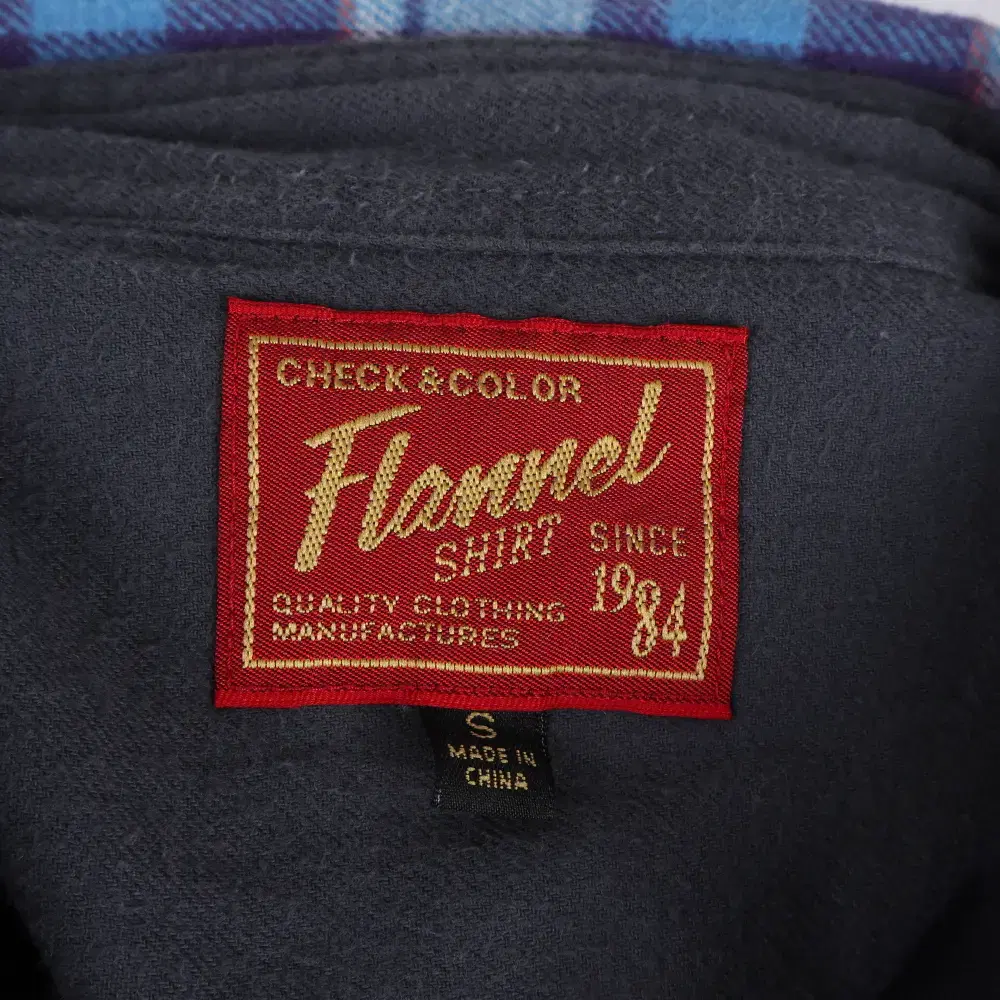 CHECK & COLOR
Flannel
SHIRT
SINCE
1984
QUALITY CLOTHING
MANUFACTURES
S
MADE IN
CHINA